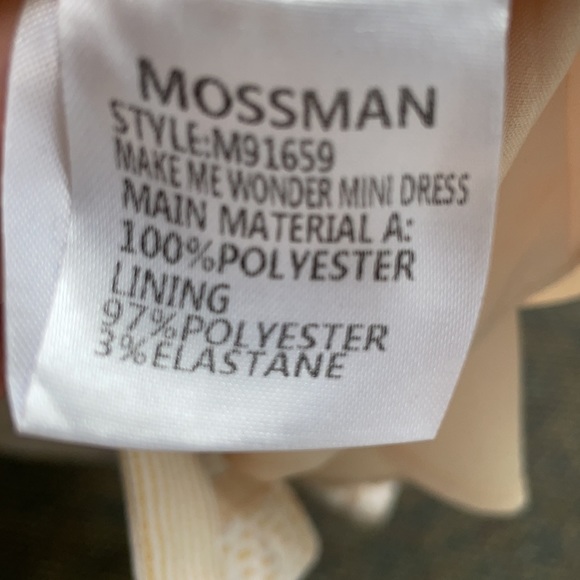 MOSSMAN
STYLE:M91659
MAKE ME WONDER MINI DRESS
MAIN MATERIAL A:
100%POLYESTER
LINING
97%POLYESTER
3%ELASTANE